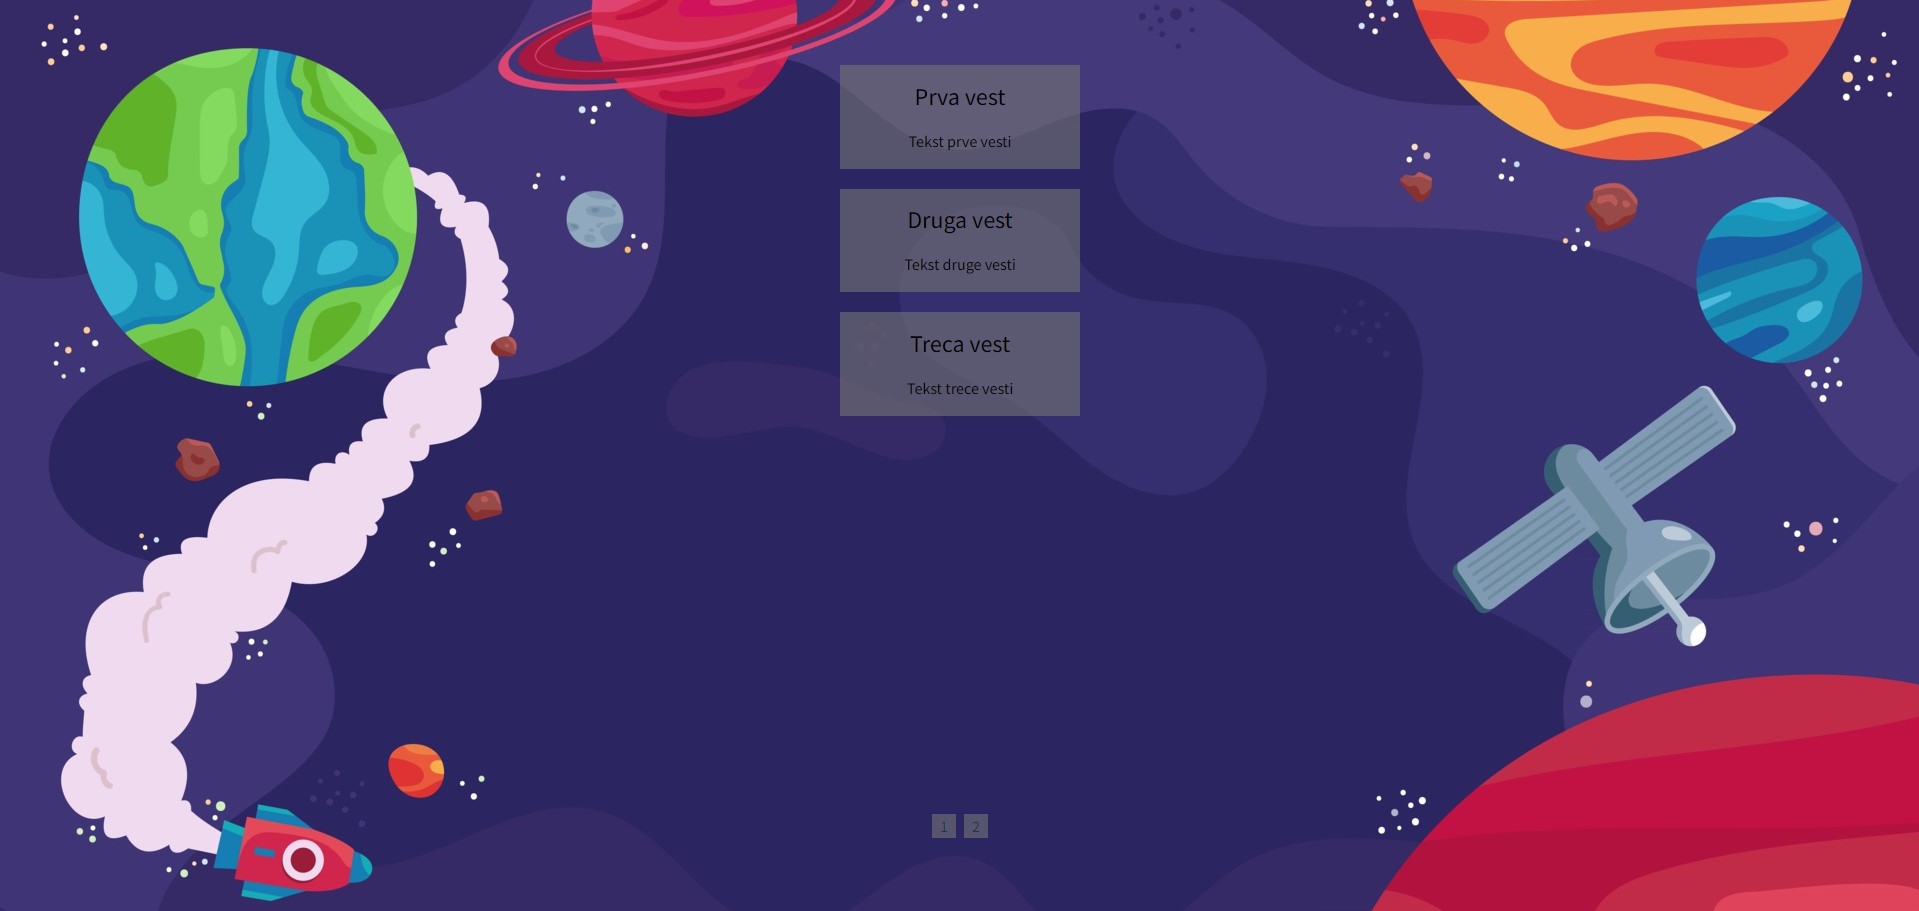 Prva vest
Tekst prve vesti
Druga vest
Tekst druge vesti
Treca vest
Tekst trece vesti
1 2